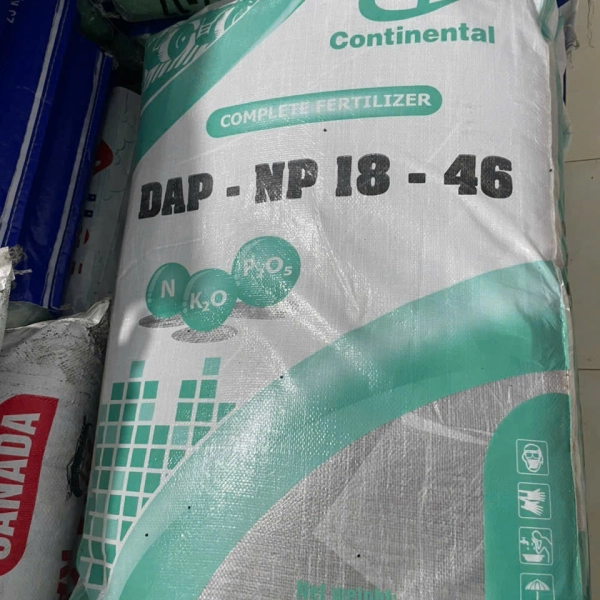 Continental
COMPLETE FERTILIZER
DAP - NP 18 - 46
N
K₂O
P₂O₅
CANADA